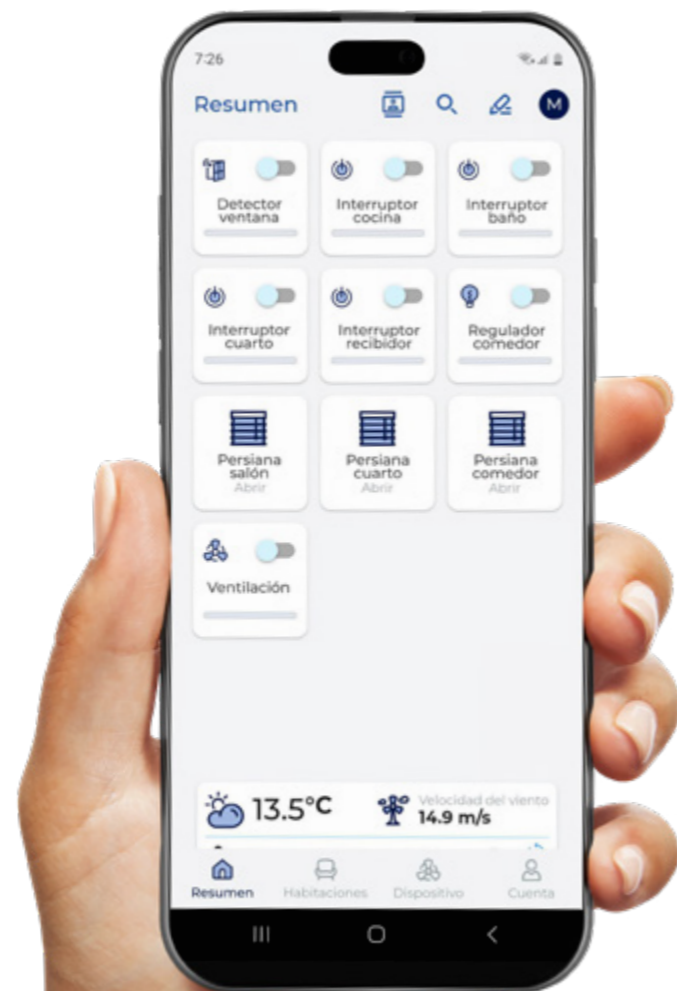 7:26
Resumen
M
Detector
ventana
Interruptor
cocina
Interruptor
baño
Interruptor
cuarto
Interruptor
recibidor
Regulador
comedor
Persiana
salón
Abrir
Persiana
cuarto
Abrir
Persiana
comedor
Abrir
Ventilación
13.5°C
Velocidad del viento
14.9 m/s
Resumen
Habitaciones
Dispositivo
Cuenta